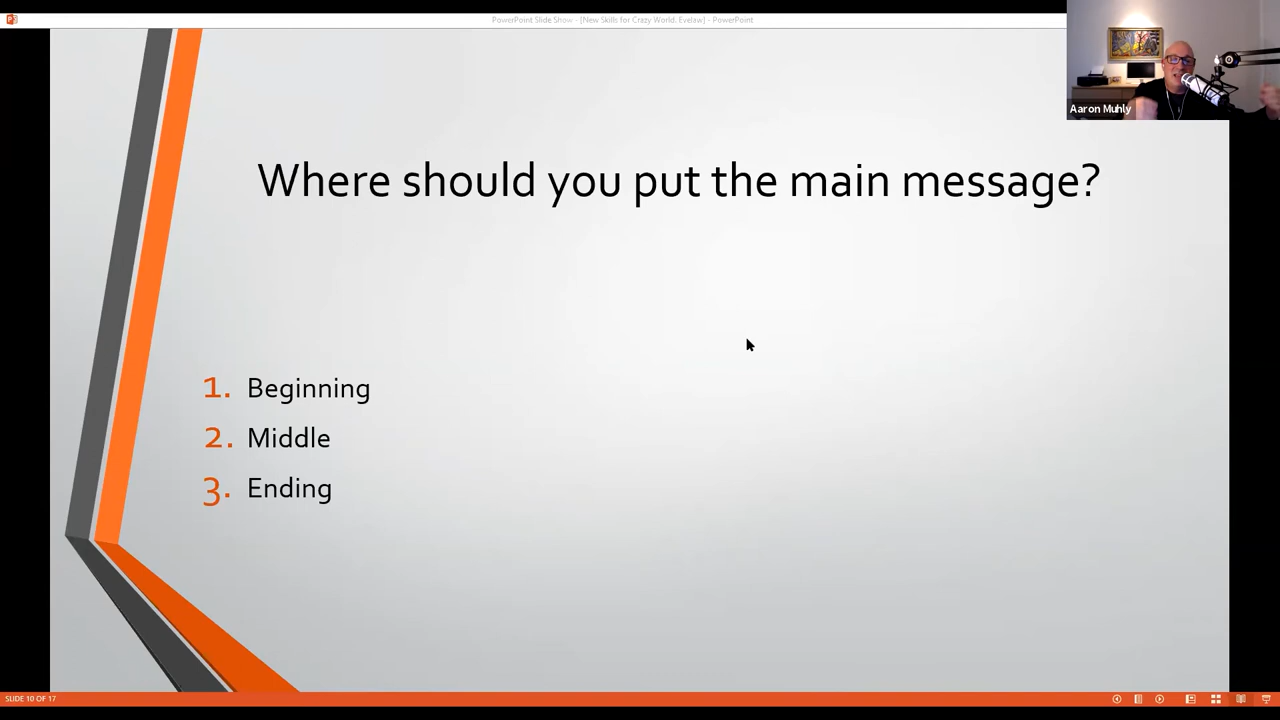 PowerPoint Slide Show - [New Skills for Crazy World. Evelaw] - PowerPoint
Aaron Muhly
Where should you put the main message?
1. Beginning
2. Middle
3. Ending
SLIDE 10 OF 17